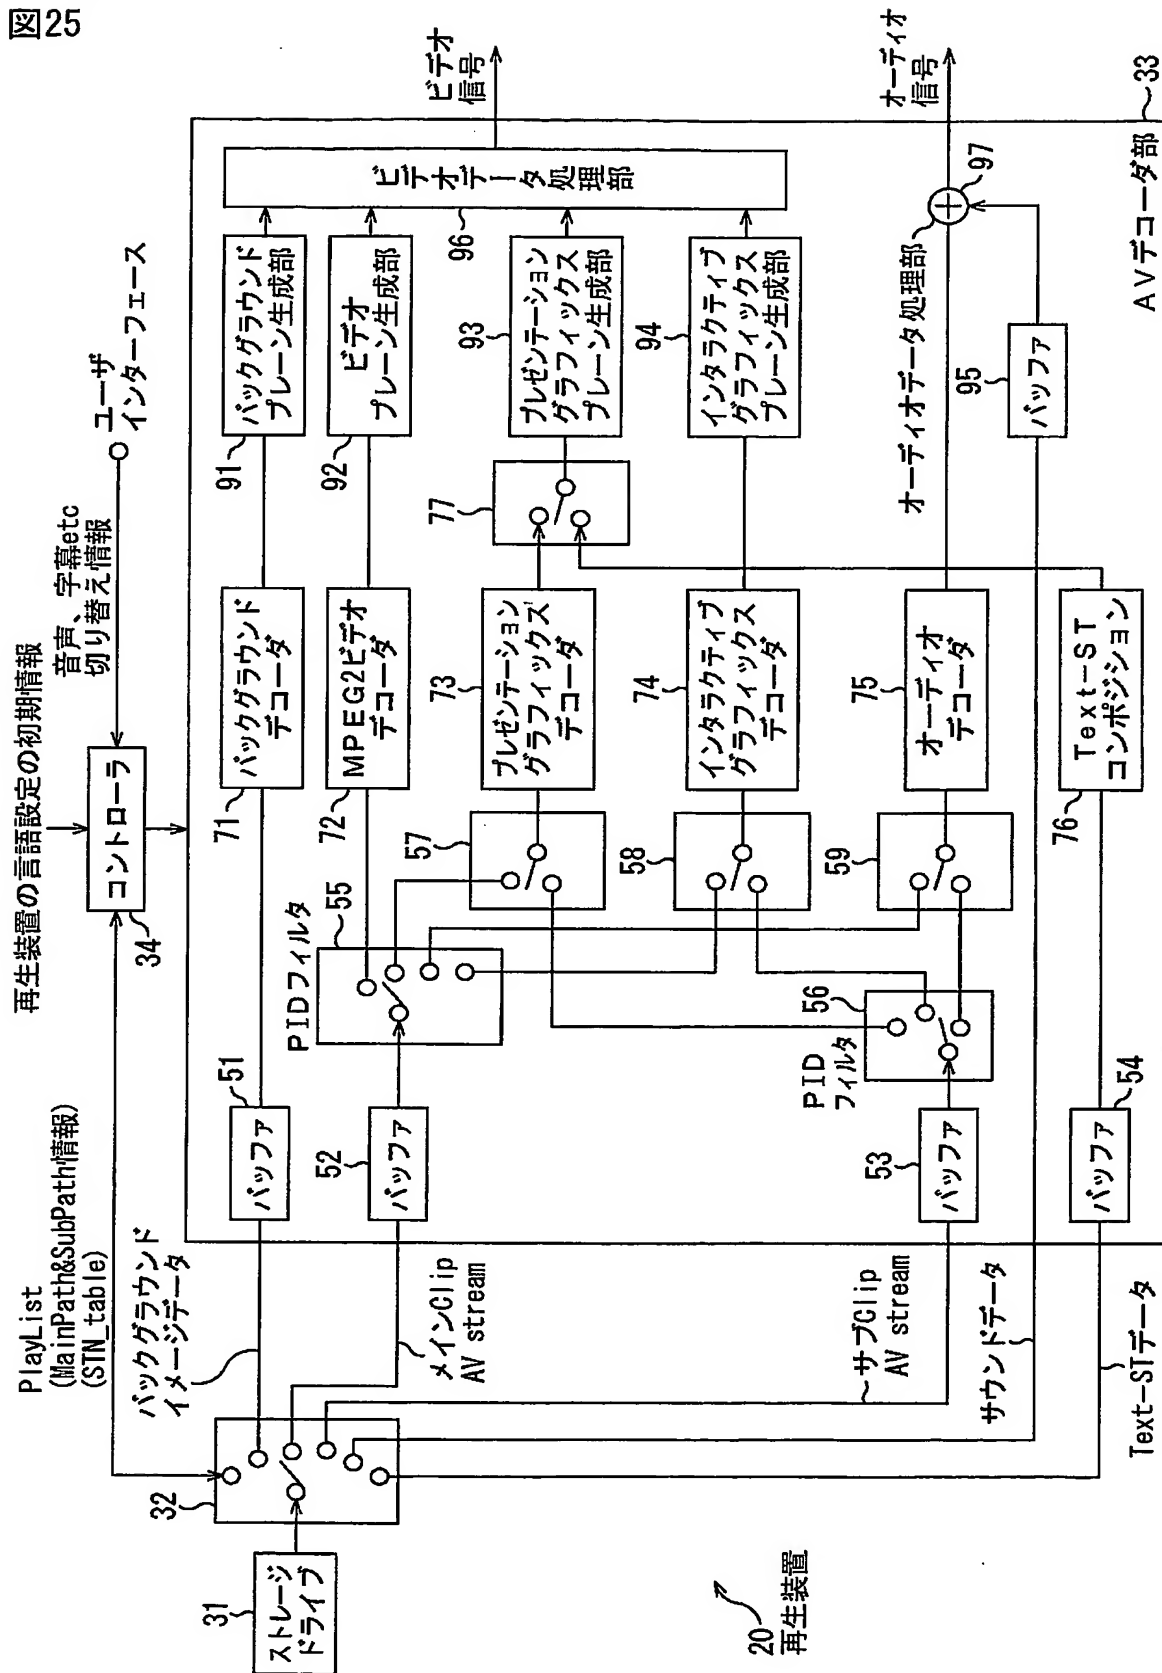 図25
再生装置の言語設定の初期情報
音声、字幕etc
切り替え情報
ユーザ
インターフェース
コントローラ
34
PlayList
(MainPath&SubPath情報)
(STN_table)
バックグラウンド
イメージデータ
メインClip
AV stream
サブClip
AV stream
サウンドデータ
Text-STデータ
ストレージ
ドライブ
31
32
20
再生装置
バッファ
51
バッファ
52
バッファ
53
バッファ
54
PIDフィルタ
55
PID
フィルタ
56
57
58
59
バックグラウンド
デコーダ
71
MPEG2ビデオ
デコーダ
72
プレゼンテーション
グラフィックス
デコーダ
73
インタラクティブ
グラフィックス
デコーダ
74
オーディオ
デコーダ
75
Text-ST
コンポジション
76
77
バックグラウンド
プレーン生成部
91
ビデオ
プレーン生成部
92
プレゼンテーション
グラフィックス
プレーン生成部
93
インタラクティブ
グラフィックス
プレーン生成部
94
バッファ
95
ビデオデータ処理部
96
オーディオデータ処理部
97
ビデオ
信号
オーディオ
信号
AVデコーダ部
33